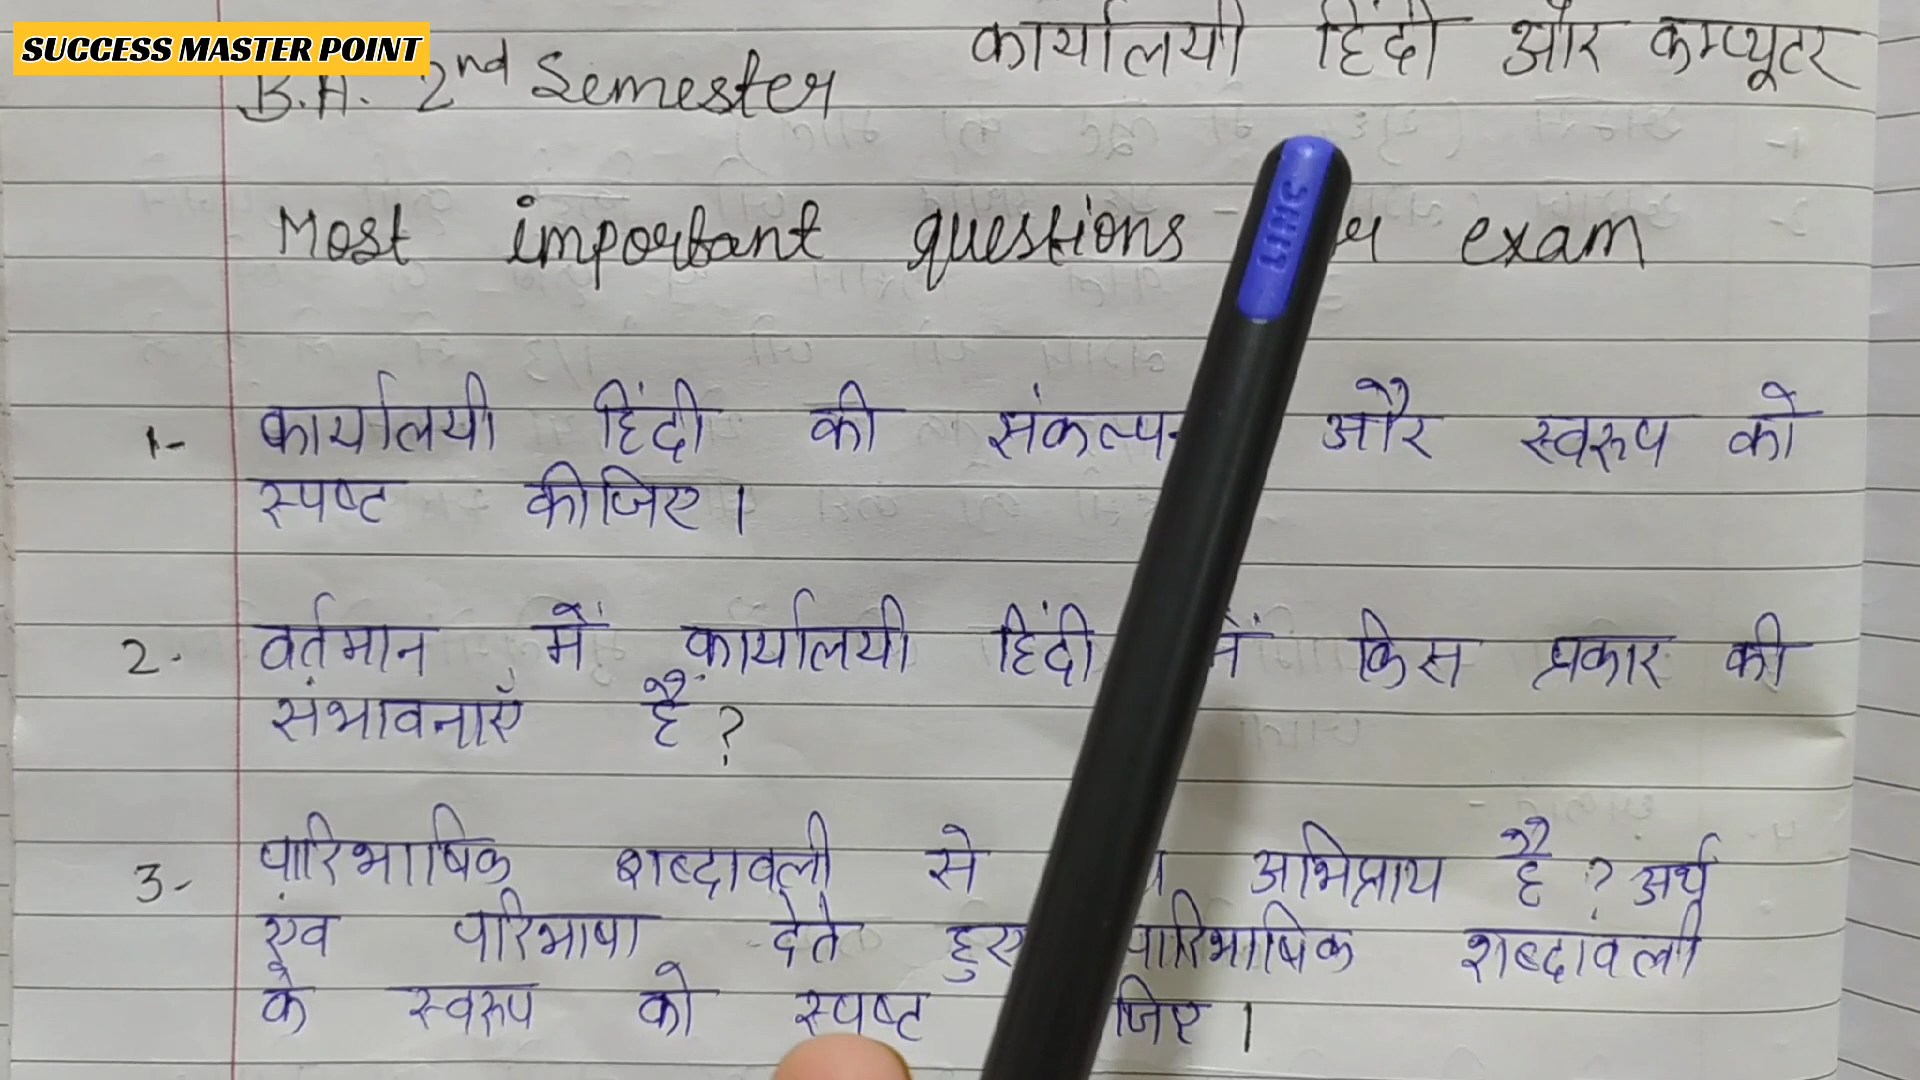 SUCCESS MASTER POINT
कार्यालयी हिंदी और कम्प्यूटर
B.A. 2nd Semester
Most important questions exam
1- कार्यालयी हिंदी की और स्वरूप को
स्पष्ट कीजिए।
2- वर्तमान में कार्यालयी हिंदी किस प्रकार की
संभावनाएँ है?
3- पारिभाषिक शब्दावली से अभिप्राय है? अर्थ
एंव परिभाषा देते हुए पारिभाषिक शब्दावली
के स्वरूप को स्पष्ट